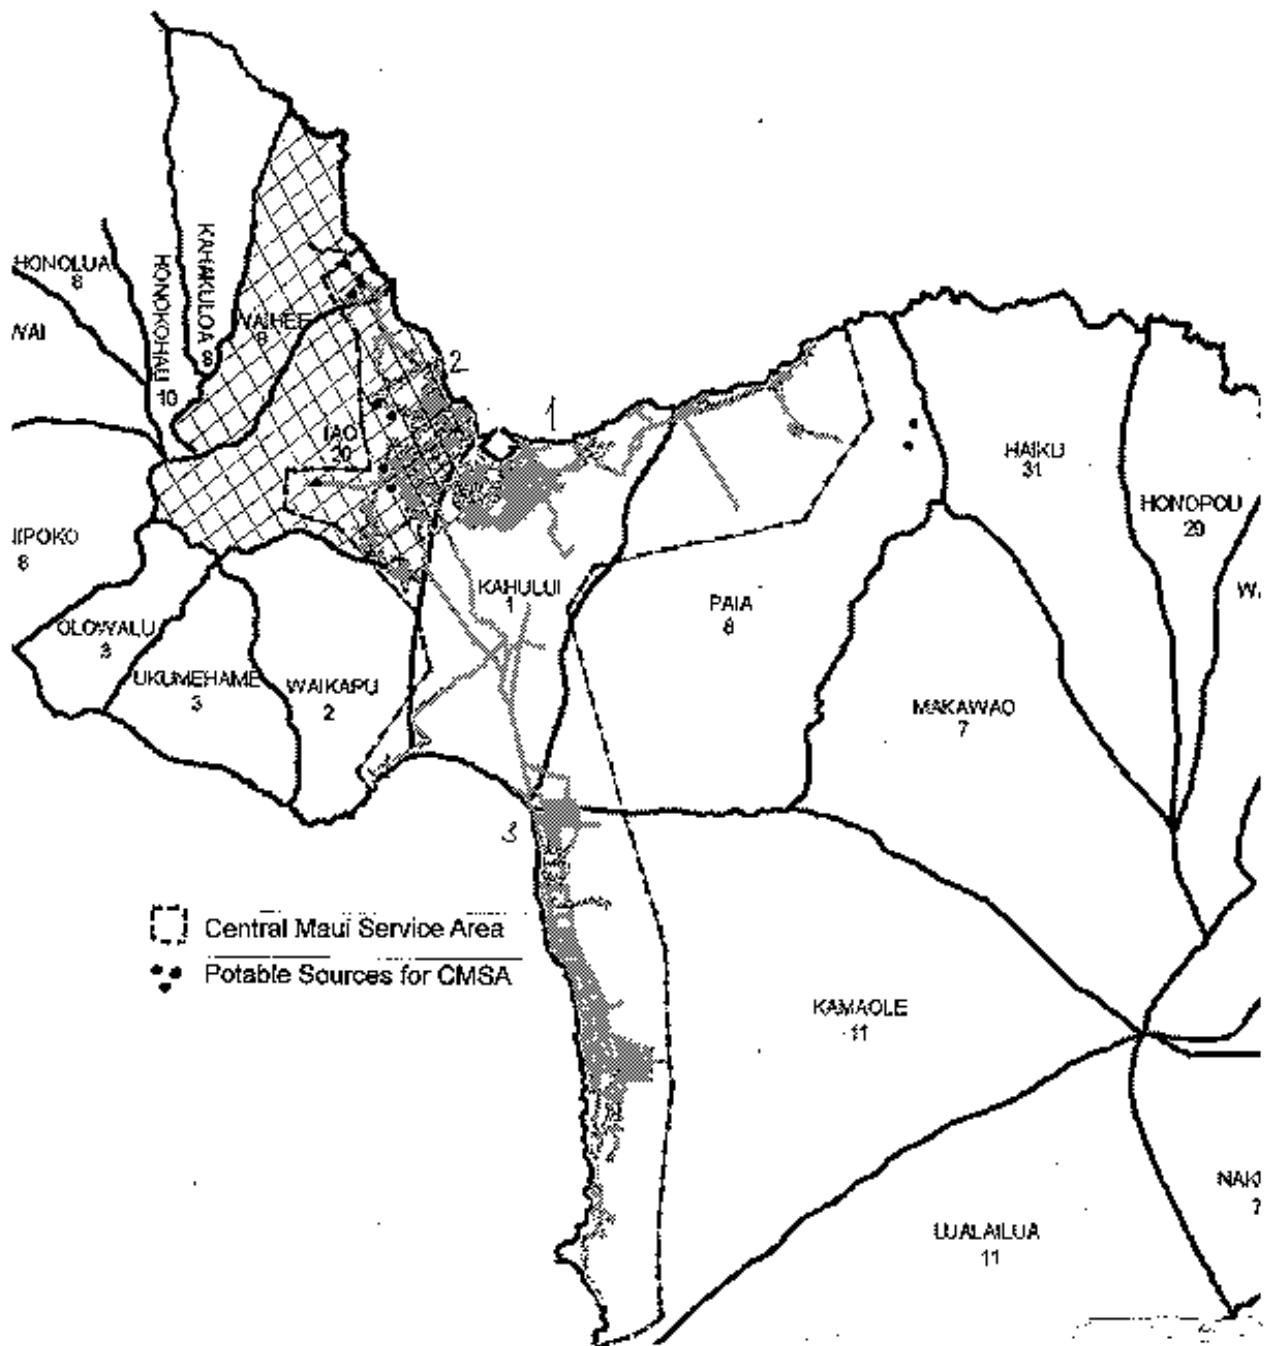 HONOLUA
8
HONOKOHAU
10
KAHAKULOA
8
WAIHEE
8
2
1
IAO
20
HAIKU
31
HONOPOU
29
8
OLOWALU
3
UKUMEHAME
3
WAIKAPU
2
KAHULUI
1
PAIA
8
MAKAWAO
7
3
Central Maui Service Area
Potable Sources for CMSA
KAMAOLE
11
LUALAILUA
11